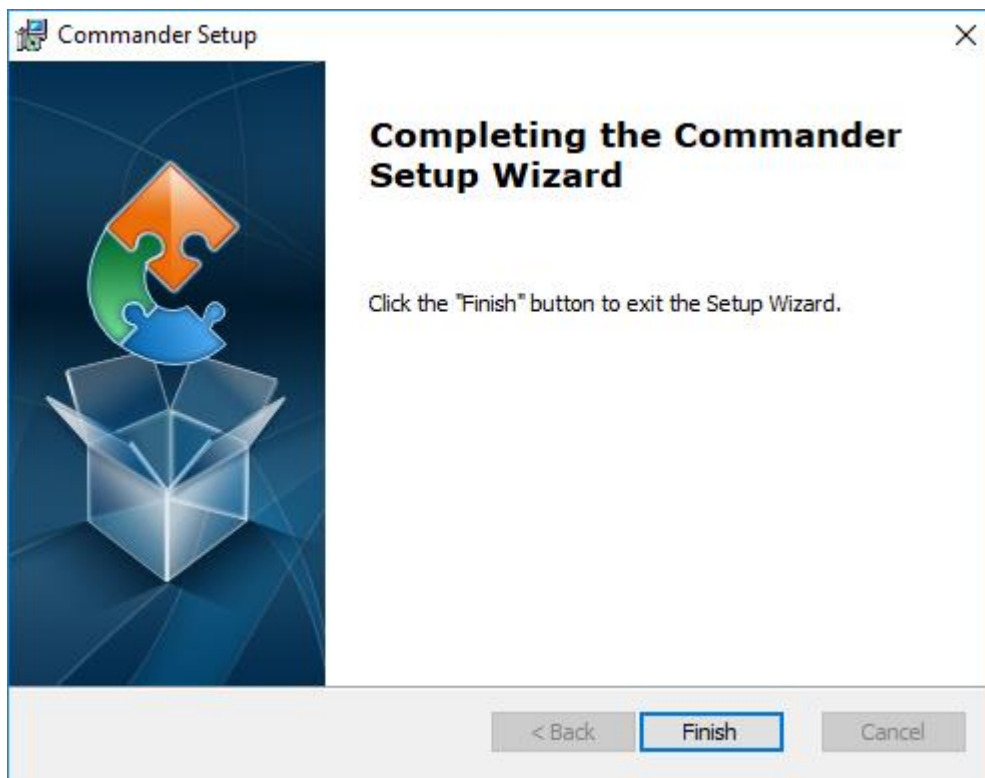 Commander Setup
Completing the Commander
Setup Wizard
Click the "Finish" button to exit the Setup Wizard.
< Back
Finish
Cancel